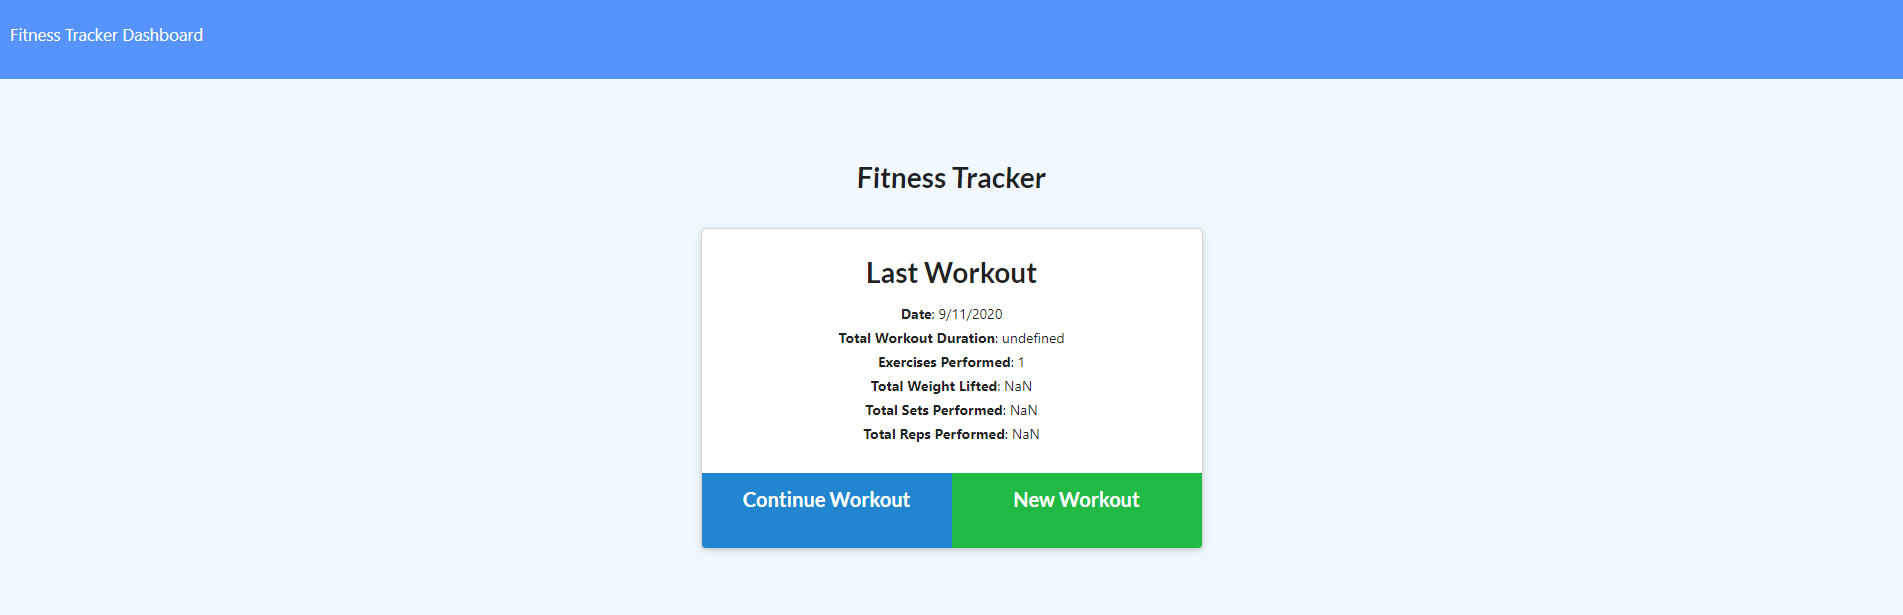 Fitness Tracker Dashboard
Fitness Tracker
Last Workout
Date: 9/11/2020
Total Workout Duration: undefined
Exercises Performed: 1
Total Weight Lifted: NaN
Total Sets Performed: NaN
Total Reps Performed: NaN
Continue Workout New Workout